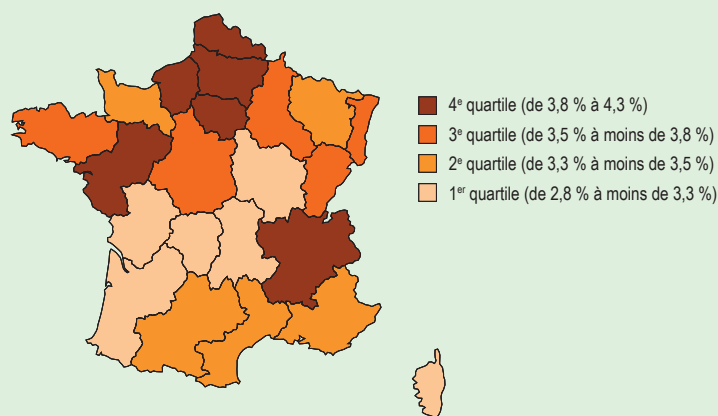 4e quartile (de 3,8 % à 4,3 %)
3e quartile (de 3,5 % à moins de 3,8 %)
2e quartile (de 3,3 % à moins de 3,5 %)
1er quartile (de 2,8 % à moins de 3,3 %)